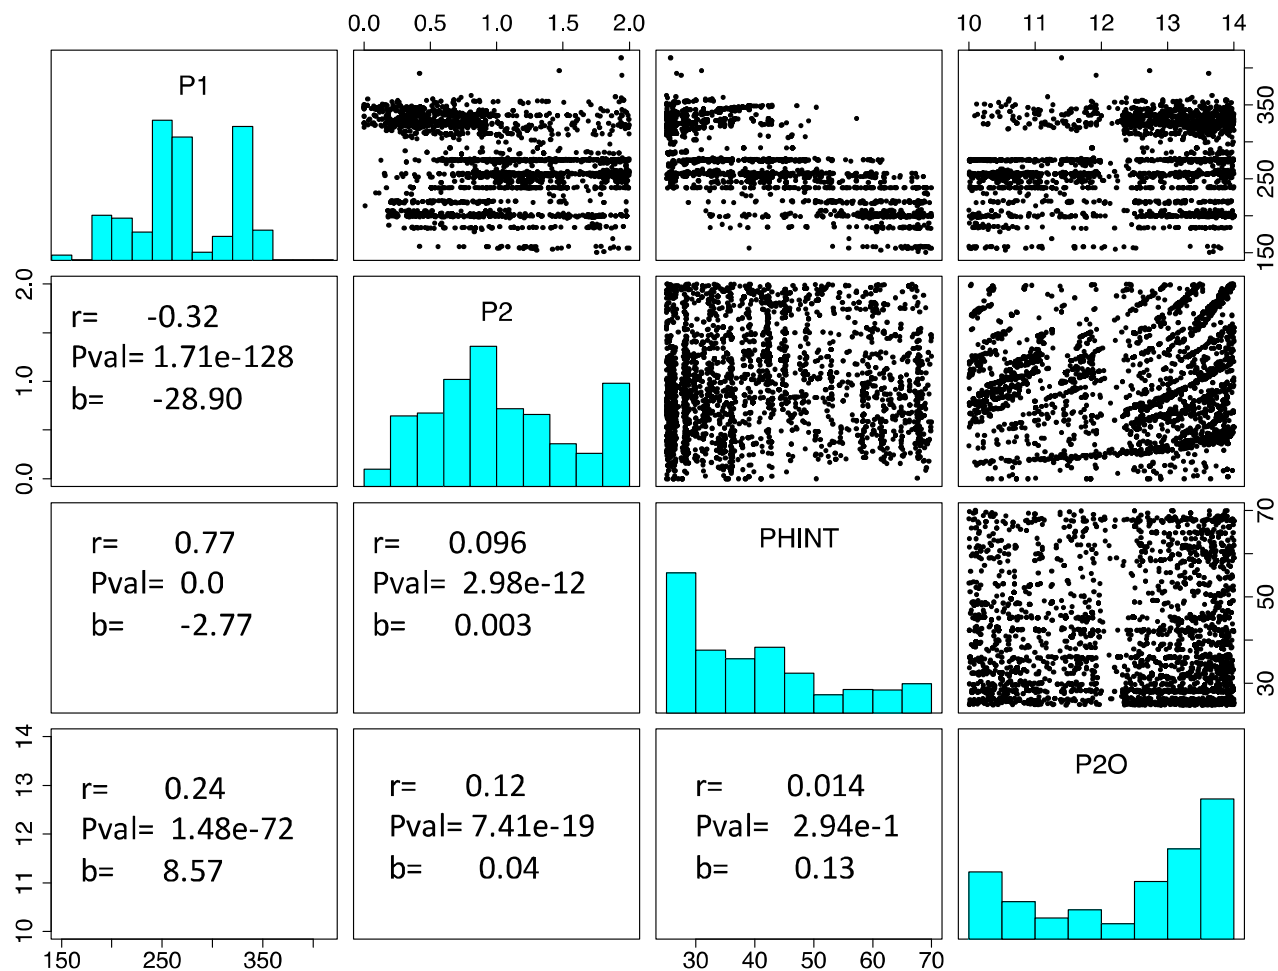 0.0 0.5 1.0 1.5 2.0
10 11 12 13 14
P1
150 250 350
0.0 1.0 2.0
r= -0.32
Pval= 1.71e-128
b= -28.90
P2
r= 0.77
Pval= 0.0
b= -2.77
r= 0.096
Pval= 2.98e-12
b= 0.003
PHINT
30 50 70
10 11 12 13 14
r= 0.24
Pval= 1.48e-72
b= 8.57
r= 0.12
Pval= 7.41e-19
b= 0.04
r= 0.014
Pval= 2.94e-1
b= 0.13
P2O
150 250 350
30 40 50 60 70